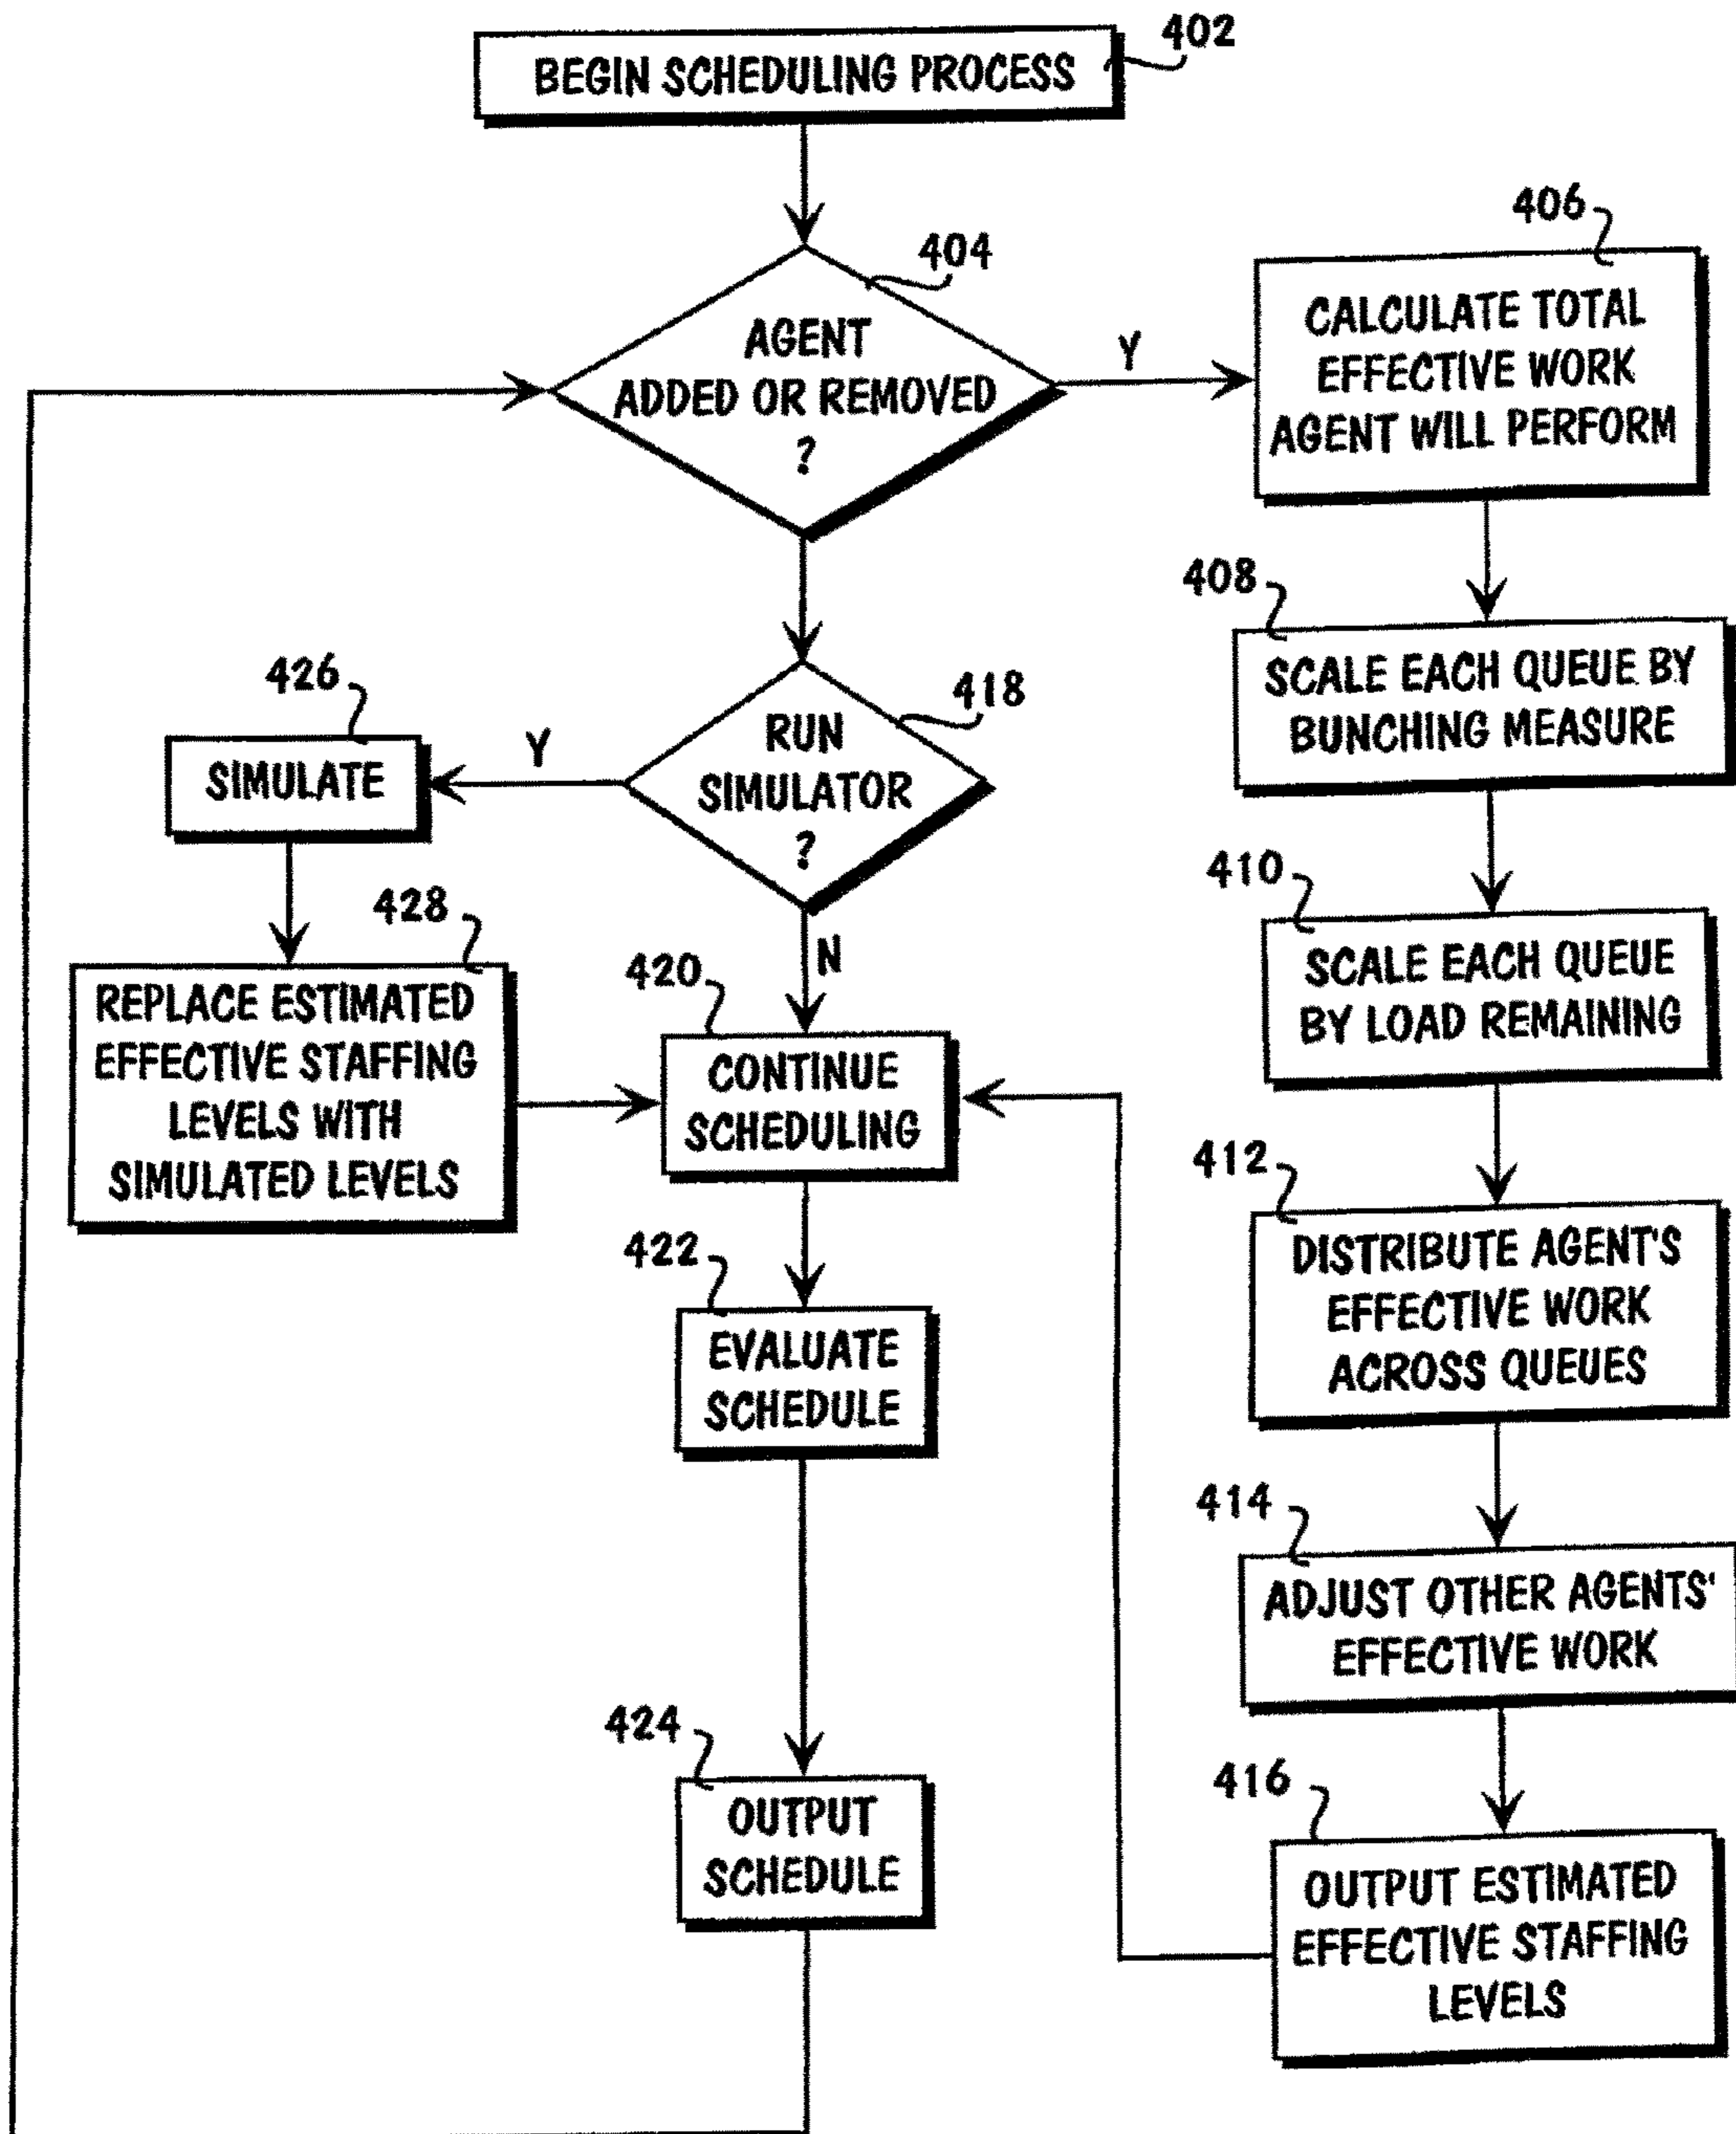 402
BEGIN SCHEDULING PROCESS
404
AGENT
ADDED OR REMOVED
?
Y
406
CALCULATE TOTAL
EFFECTIVE WORK
AGENT WILL PERFORM
408
SCALE EACH QUEUE BY
BUNCHING MEASURE
410
SCALE EACH QUEUE
BY LOAD REMAINING
412
DISTRIBUTE AGENT'S
EFFECTIVE WORK
ACROSS QUEUES
414
ADJUST OTHER AGENTS'
EFFECTIVE WORK
416
OUTPUT ESTIMATED
EFFECTIVE STAFFING
LEVELS
418
RUN
SIMULATOR
?
Y
N
426
SIMULATE
428
REPLACE ESTIMATED
EFFECTIVE STAFFING
LEVELS WITH
SIMULATED LEVELS
420
CONTINUE
SCHEDULING
422
EVALUATE
SCHEDULE
424
OUTPUT
SCHEDULE